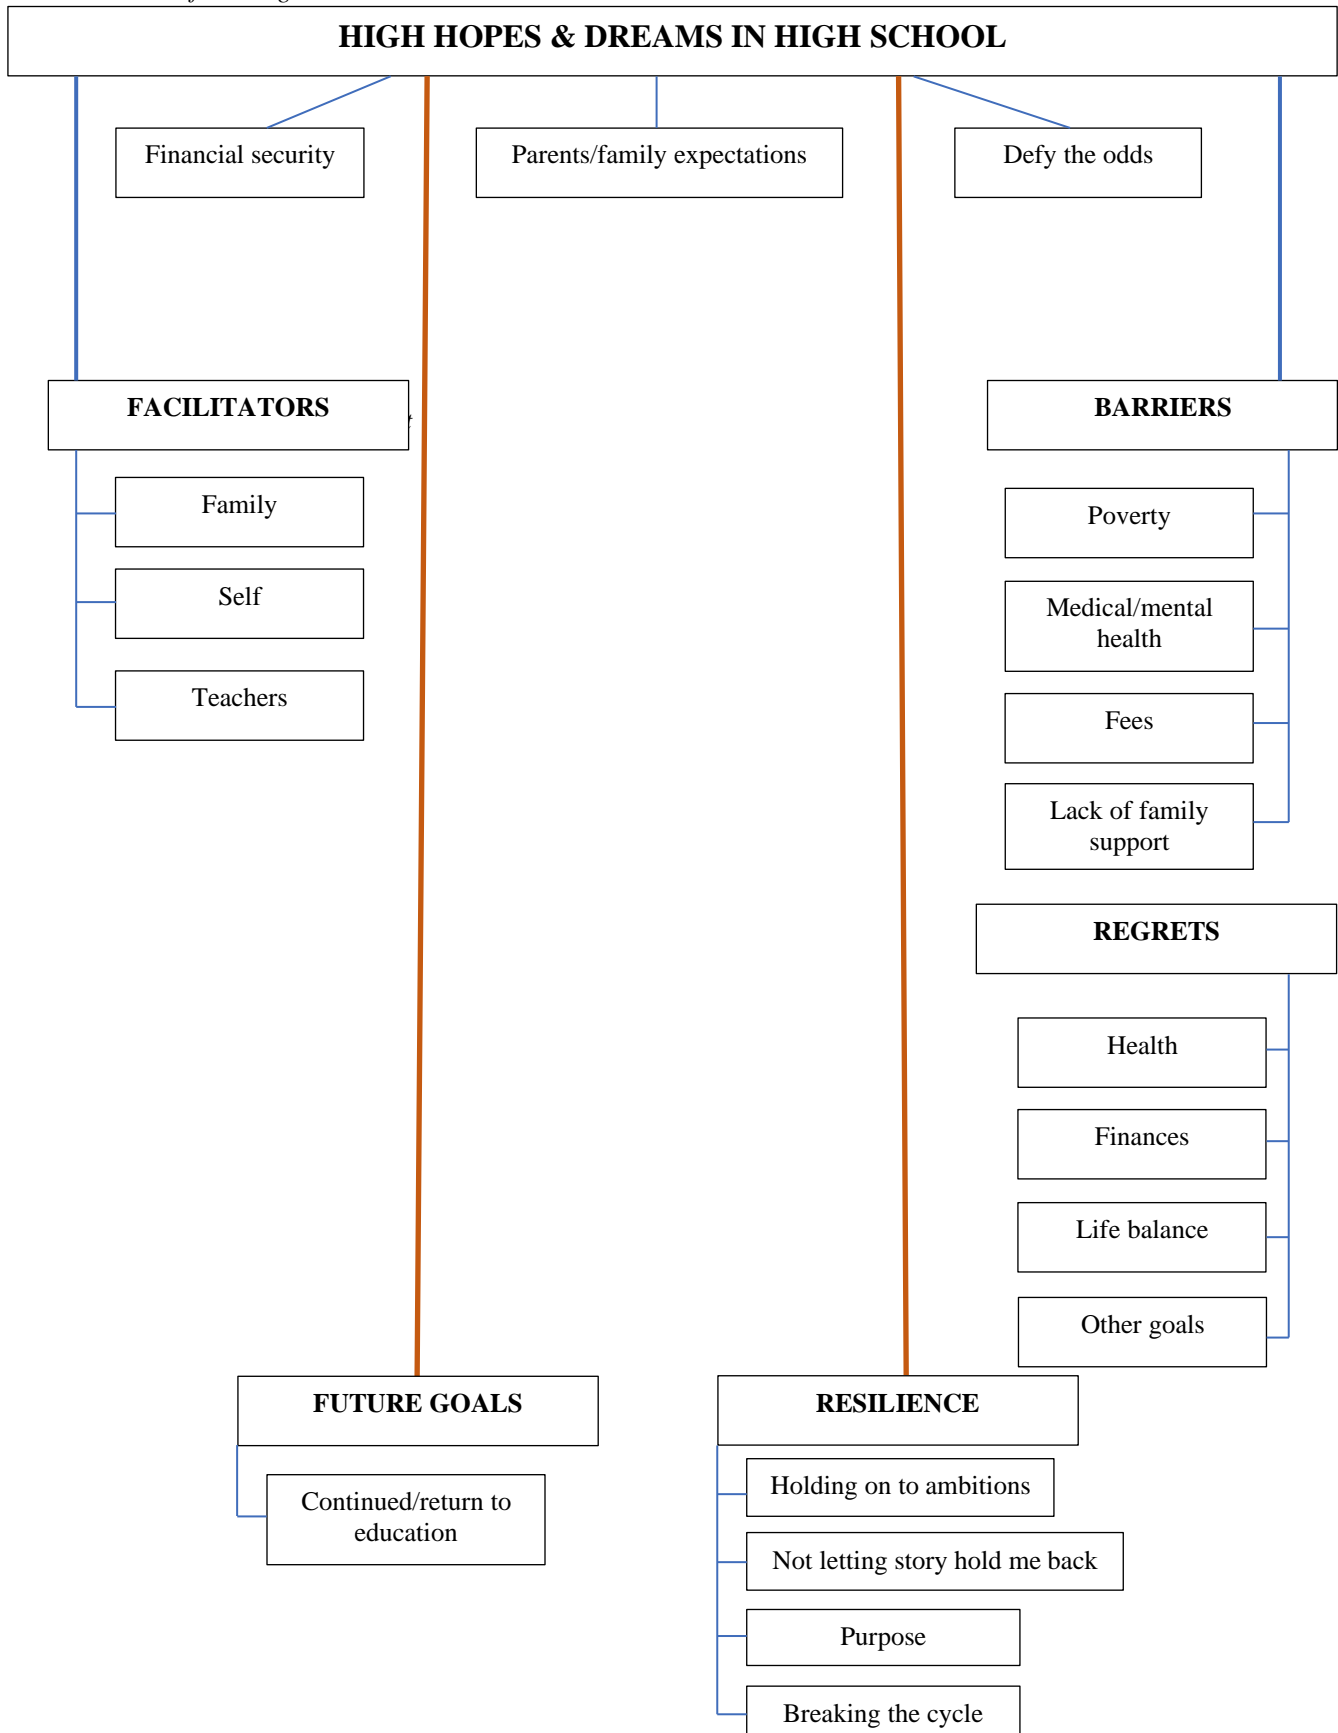 HIGH HOPES & DREAMS IN HIGH SCHOOL
Financial security
Parents/family expectations
Defy the odds
FACILITATORS
Family
Self
Teachers
BARRIERS
Poverty
Medical/mental
health
Fees
Lack of family
support
REGRETS
Health
Finances
Life balance
Other goals
FUTURE GOALS
Continued/return to
education
RESILIENCE
Holding on to ambitions
Not letting story hold me back
Purpose
Breaking the cycle